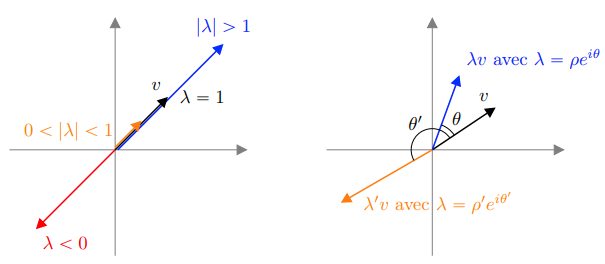 |λ| > 1
v
λ = 1
0 < |λ| < 1
λ < 0
λv avec λ = ρe^{iθ}
v
θ
θ′
λ′v avec λ = ρ′e^{iθ′}